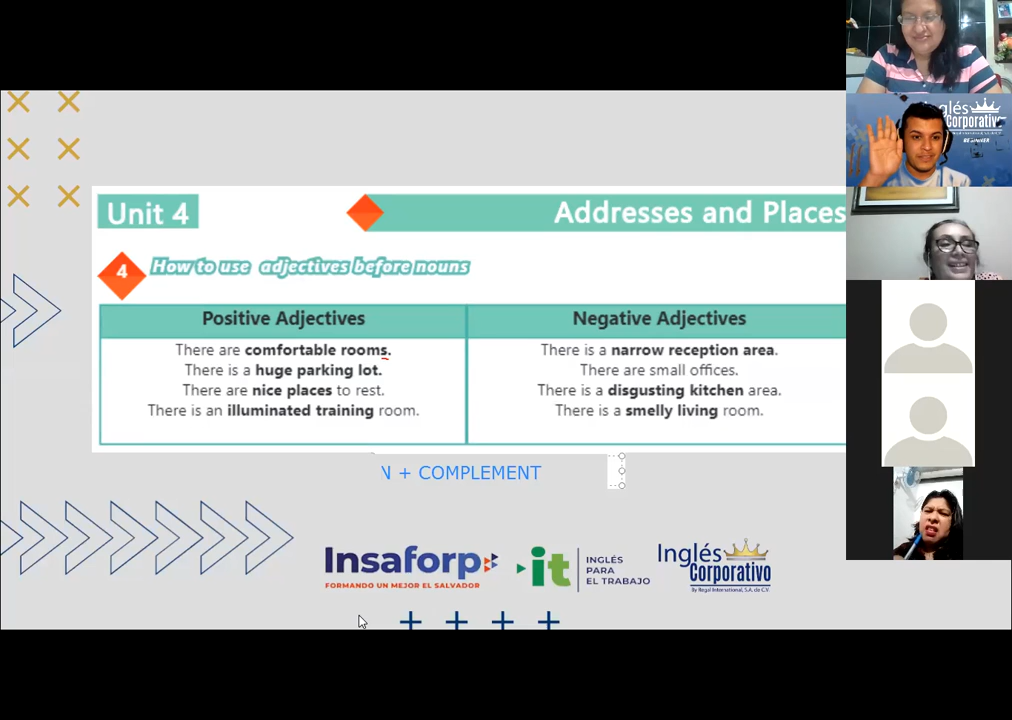 Unit 4
Addresses and Places
4
How to use adjectives before nouns
Positive Adjectives
Negative Adjectives
There are comfortable rooms.
There is a huge parking lot.
There are nice places to rest.
There is an illuminated training room.
There is a narrow reception area.
There are small offices.
There is a disgusting kitchen area.
There is a smelly living room.
N + COMPLEMENT
Insaforp
FORMANDO UN MEJOR EL SALVADOR
it
INGLÉS
PARA
EL TRABAJO
Inglés
Corporativo
By Regal International, S.A. de C.V.
Inglés
Corporativo